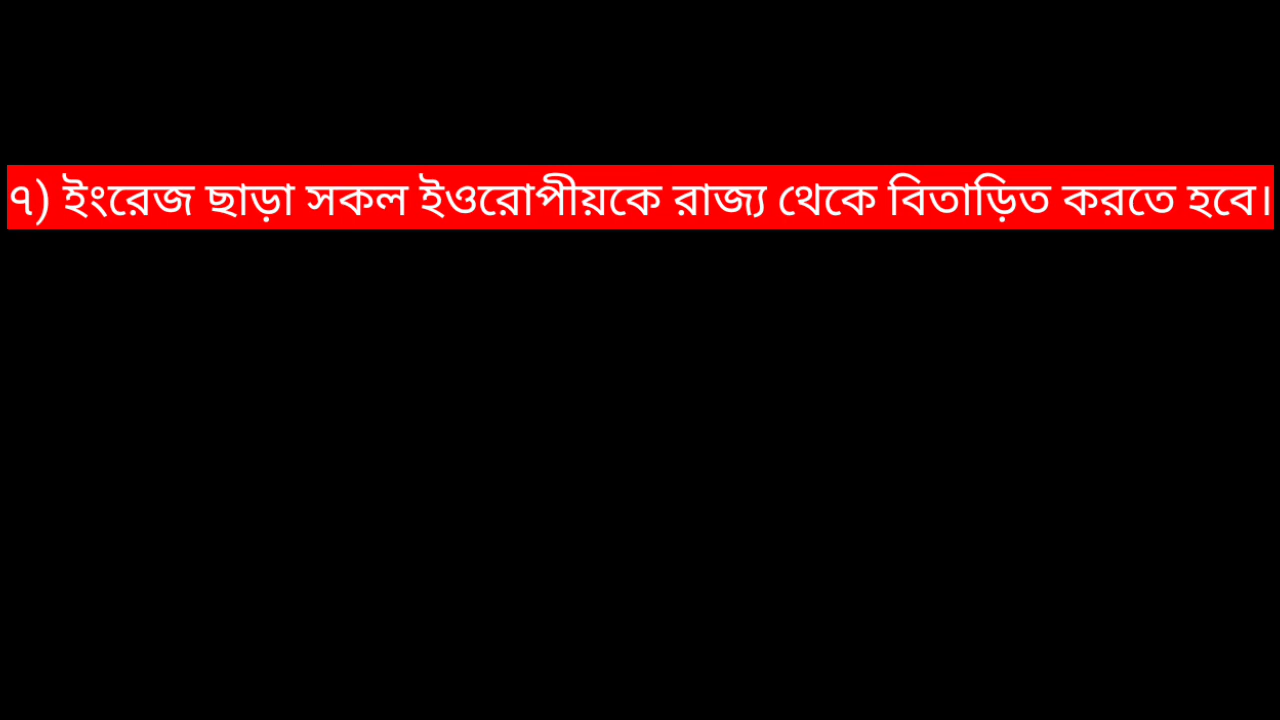 ৭) ইংরেজ ছাড়া সকল ইওরোপীয়কে রাজ্য থেকে বিতাড়িত করতে হবে।